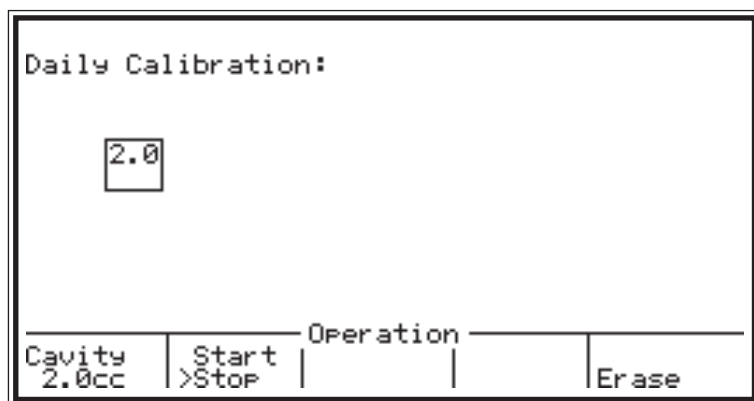 Daily Calibration:
2.0
Operation
Cavity Start
2.0cc >Stop Erase